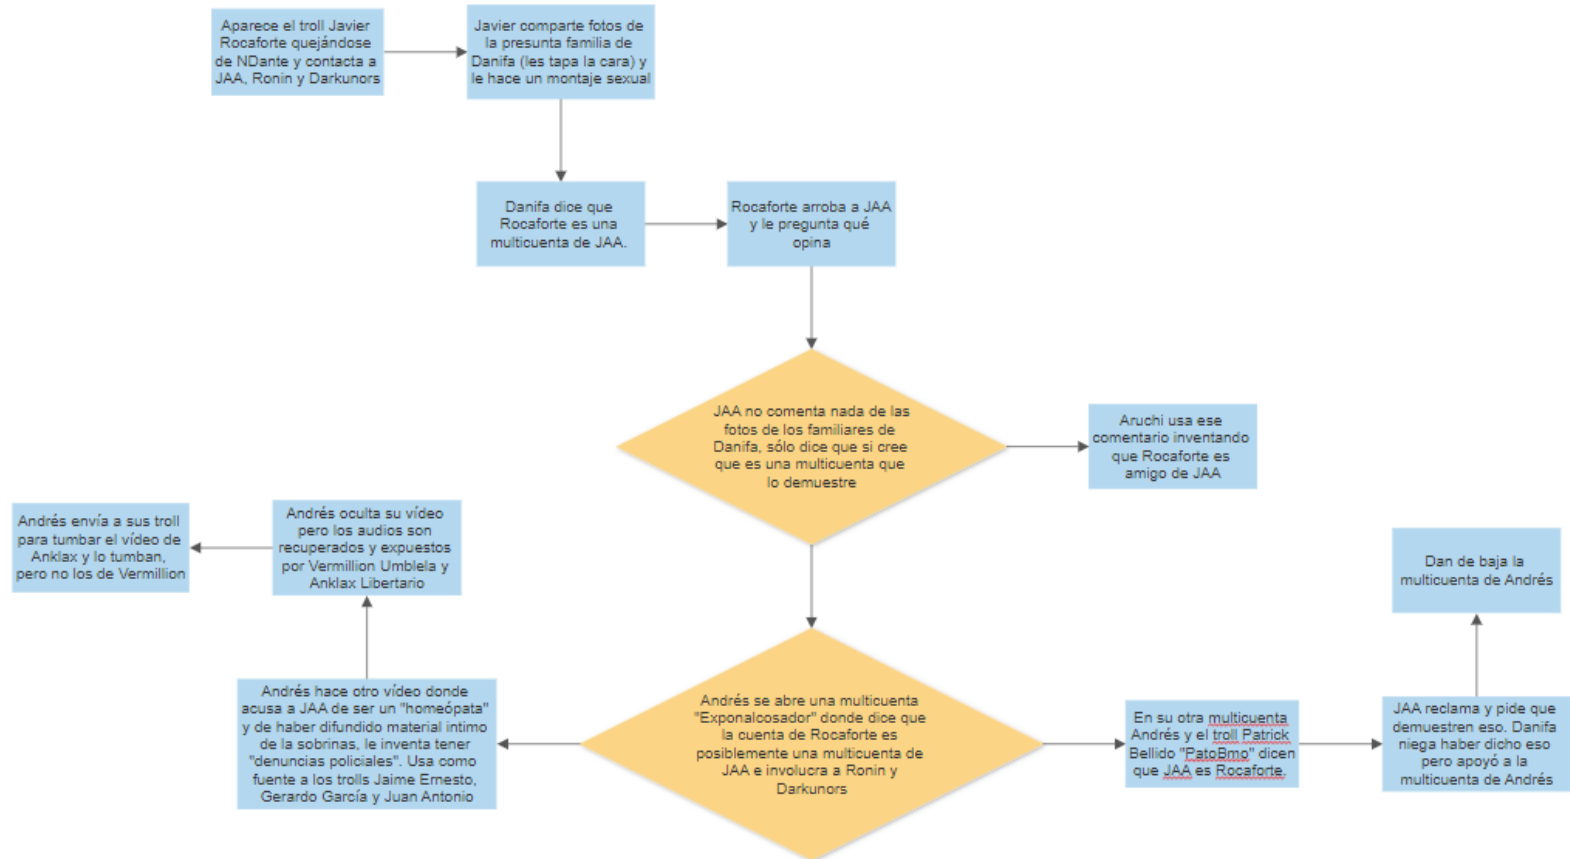 Aparece el troll Javier
Rocaforte quejándose
de NDante y contacta a
JAA, Ronin y Darkunors
Javier comparte fotos de
la presunta familia de
Danifa (les tapa la cara) y
le hace un montaje sexual
Danifa dice que
Rocaforte es una
multicuenta de JAA.
Rocaforte arroba a JAA
y le pregunta qué
opina
JAA no comenta nada de las
fotos de los familiares de
Danifa, sólo dice que si cree
que es una multicuenta que
lo demuestre
Aruchi usa ese
comentario inventando
que Rocaforte es
amigo de JAA
Andrés envía a sus troll
para tumbar el vídeo de
Anklax y lo tumban,
pero no los de Vermillion
Andrés oculta su vídeo
pero los audios son
recuperados y expuestos
por Vermillion Umblela y
Anklax Libertario
Dan de baja la
multicuenta de Andrés
Andrés hace otro vídeo donde
acusa a JAA de ser un "homeópata"
y de haber difundido material intimo
de la sobrinas, le inventa tener
"denuncias policiales". Usa como
fuente a los trolls Jaime Ernesto,
Gerardo García y Juan Antonio
Andrés se abre una multicuenta
"Exponalcosador" donde dice que
la cuenta de Rocaforte es
posiblemente una multicuenta de
JAA e involucra a Ronin y
Darkunors
En su otra multicuenta
Andrés y el troll Patrick
Bellido "PatoBmo" dicen
que JAA es Rocaforte.
JAA reclama y pide que
demuestren eso. Danifa
niega haber dicho eso
pero apoyó a la
multicuenta de Andrés